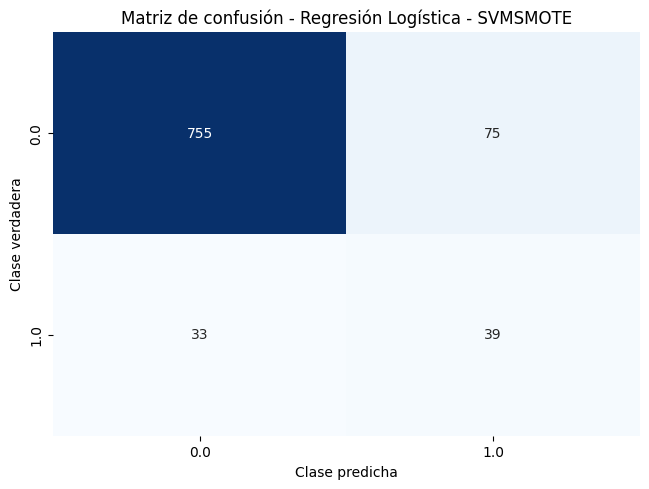 Matriz de confusión - Regresión Logística - SVMSMOTE
Clase verdadera
0.0
755
75
1.0
33
39
0.0
1.0
Clase predicha